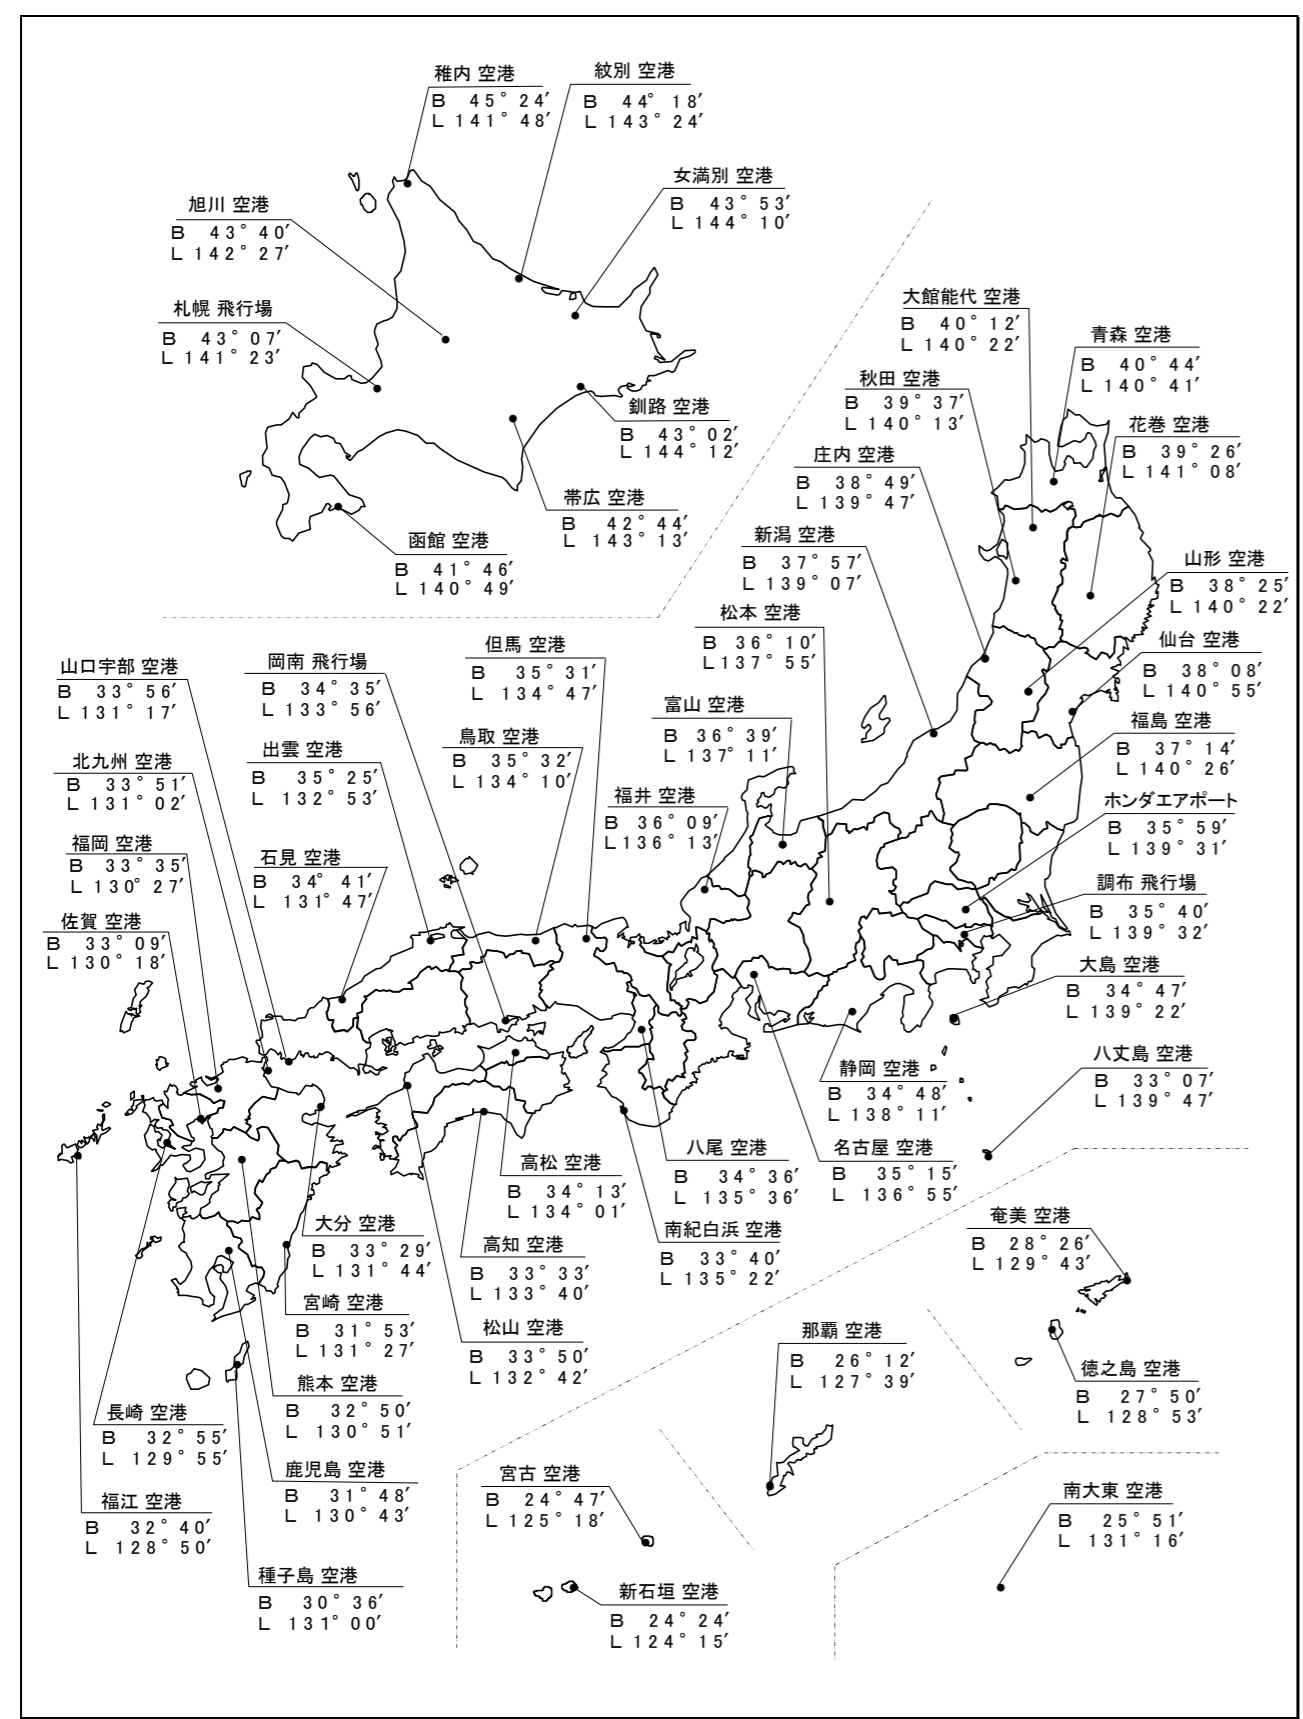 稚内 空港
B 45°24′
L 141°48′
紋別 空港
B 44°18′
L 143°24′
女満別 空港
B 43°53′
L 144°10′
旭川 空港
B 43°40′
L 142°27′
札幌 飛行場
B 43°07′
L 141°23′
釧路 空港
B 43°02′
L 144°12′
帯広 空港
B 42°44′
L 143°13′
函館 空港
B 41°46′
L 140°49′
大館能代 空港
B 40°12′
L 140°22′
青森 空港
B 40°44′
L 140°41′
秋田 空港
B 39°37′
L 140°13′
花巻 空港
B 39°26′
L 141°08′
庄内 空港
B 38°49′
L 139°47′
新潟 空港
B 37°57′
L 139°07′
山形 空港
B 38°25′
L 140°22′
松本 空港
B 36°10′
L 137°55′
仙台 空港
B 38°08′
L 140°55′
富山 空港
B 36°39′
L 137°11′
福島 空港
B 37°14′
L 140°26′
福井 空港
B 36°09′
L 136°13′
ホンダエアポート
B 35°59′
L 139°31′
調布 飛行場
B 35°40′
L 139°32′
大島 空港
B 34°47′
L 139°22′
八丈島 空港
B 33°07′
L 139°47′
静岡 空港
B 34°48′
L 138°11′
名古屋 空港
B 35°15′
L 136°55′
八尾 空港
B 34°36′
L 135°36′
南紀白浜 空港
B 33°40′
L 135°22′
但馬 空港
B 35°31′
L 134°47′
岡南 飛行場
B 34°35′
L 133°56′
山口宇部 空港
B 33°56′
L 131°17′
鳥取 空港
B 35°32′
L 134°10′
出雲 空港
B 35°25′
L 132°53′
北九州 空港
B 33°51′
L 131°02′
福岡 空港
B 33°35′
L 130°27′
石見 空港
B 34°41′
L 131°47′
佐賀 空港
B 33°09′
L 130°18′
高松 空港
B 34°13′
L 134°01′
高知 空港
B 33°33′
L 133°40′
松山 空港
B 33°50′
L 132°42′
大分 空港
B 33°29′
L 131°44′
宮崎 空港
B 31°53′
L 131°27′
熊本 空港
B 32°50′
L 130°51′
長崎 空港
B 32°55′
L 129°55′
鹿児島 空港
B 31°48′
L 130°43′
福江 空港
B 32°40′
L 128°50′
種子島 空港
B 30°36′
L 131°00′
奄美 空港
B 28°26′
L 129°43′
徳之島 空港
B 27°50′
L 128°53′
那覇 空港
B 26°12′
L 127°39′
宮古 空港
B 24°47′
L 125°18′
新石垣 空港
B 24°24′
L 124°15′
南大東 空港
B 25°51′
L 131°16′